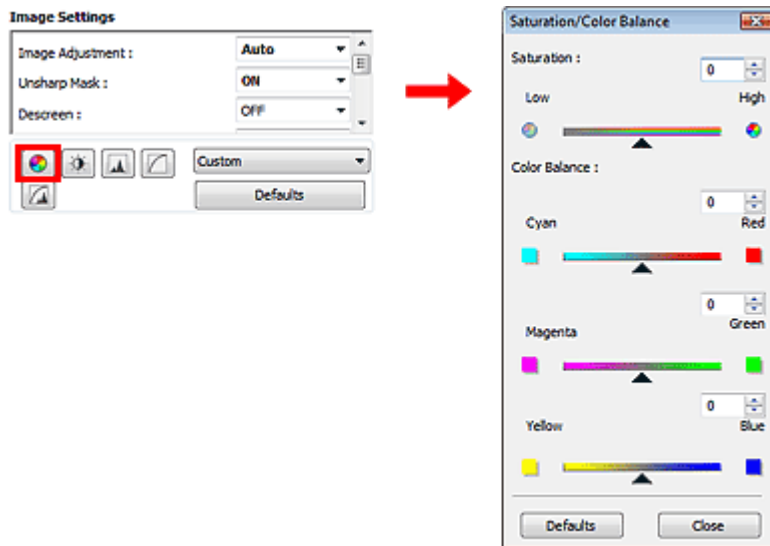 Image Settings
Image Adjustment : Auto
Unsharp Mask : ON
Descreen : OFF
Custom
Defaults
Saturation/Color Balance
Saturation :
0
Low High
Color Balance :
0
Cyan Red
0
Magenta Green
0
Yellow Blue
Defaults Close